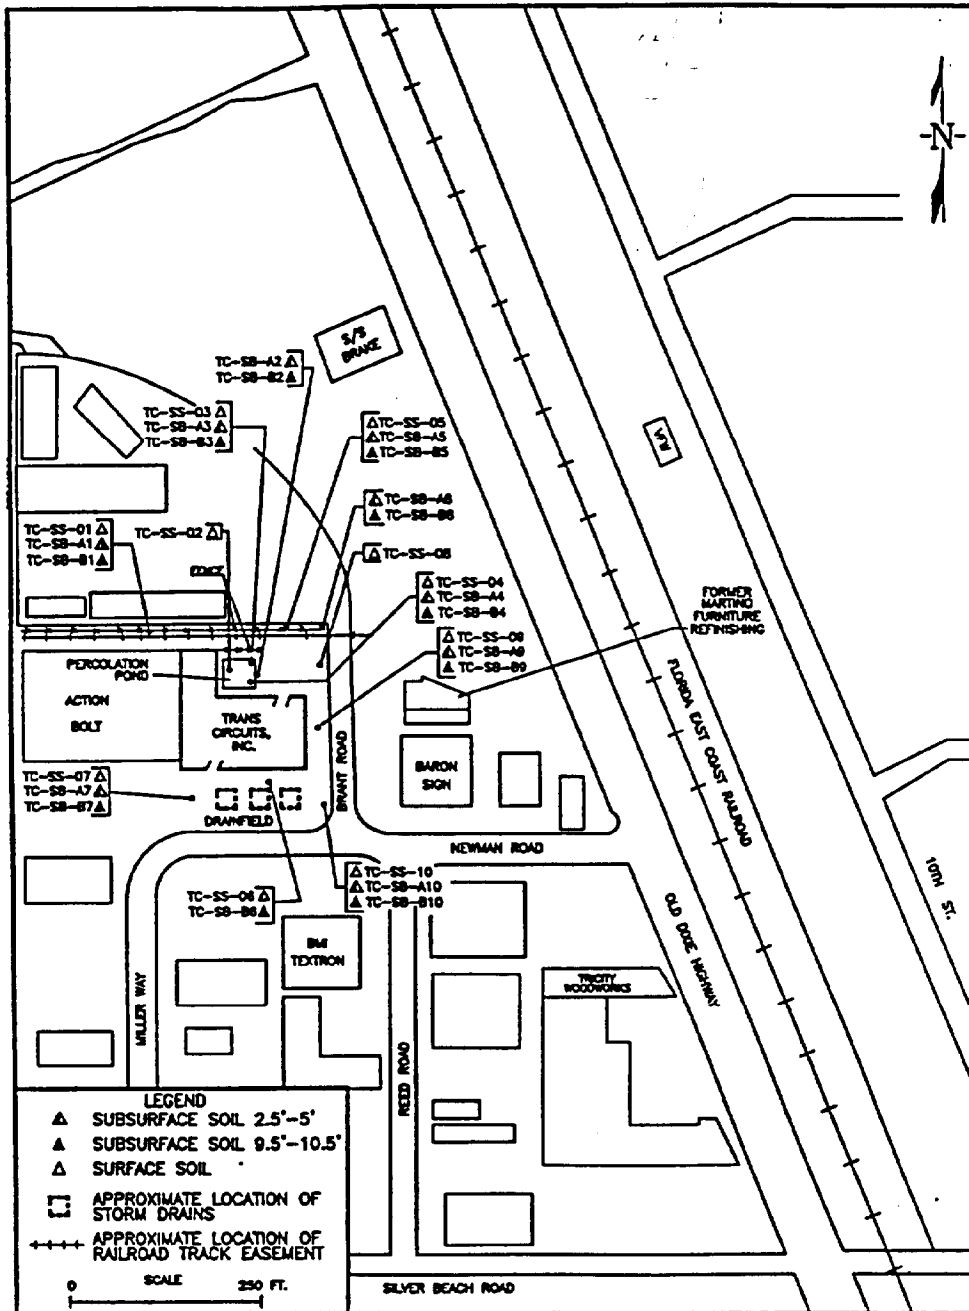 N
S/S
BRAKE
TC-SB-A2
TC-SB-B2
TC-SS-03
TC-SB-A3
TC-SB-B3
TC-SS-05
TC-SB-A5
TC-SB-B5
TC-SB-A6
TC-SB-B6
TC-SS-01
TC-SB-A1
TC-SB-B1
TC-SS-02
TC-SS-08
FENCE
TC-SS-04
TC-SB-A4
TC-SB-B4
TC-SS-09
TC-SB-A9
TC-SB-B9
FORMER
MARTINO
FURNITURE
REFINISHING
PERCOLATION
POND
ACTION
BOLT
TRANS
CIRCUITS,
INC.
BRANT ROAD
BARON
SIGN
FLORIDA EAST COAST RAILROAD
TC-SS-07
TC-SB-A7
TC-SB-B7
DRAINFIELD
NEWMAN ROAD
10TH ST.
TC-SS-06
TC-SB-B6
TC-SS-10
TC-SB-A10
TC-SB-B10
OLD DIXIE HIGHWAY
BMI
TEXTRON
TRICITY
WOODWORKS
MILLER WAY
REED ROAD
LEGEND
SUBSURFACE SOIL 2.5'-5'
SUBSURFACE SOIL 9.5'-10.5'
SURFACE SOIL
APPROXIMATE LOCATION OF
STORM DRAINS
APPROXIMATE LOCATION OF
RAILROAD TRACK EASEMENT
SCALE
0 250 FT.
SILVER BEACH ROAD